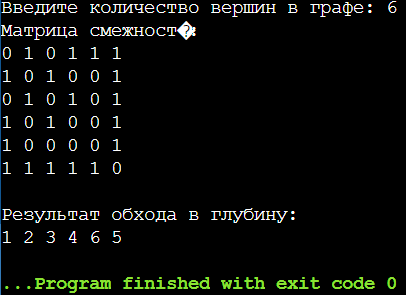 Введите количество вершин в графе: 6
Матрица смежност�:
0 1 0 1 1 1
1 0 1 0 0 1
0 1 0 1 0 1
1 0 1 0 0 1
1 0 0 0 0 1
1 1 1 1 1 0
Результат обхода в глубину:
1 2 3 4 6 5
...Program finished with exit code 0